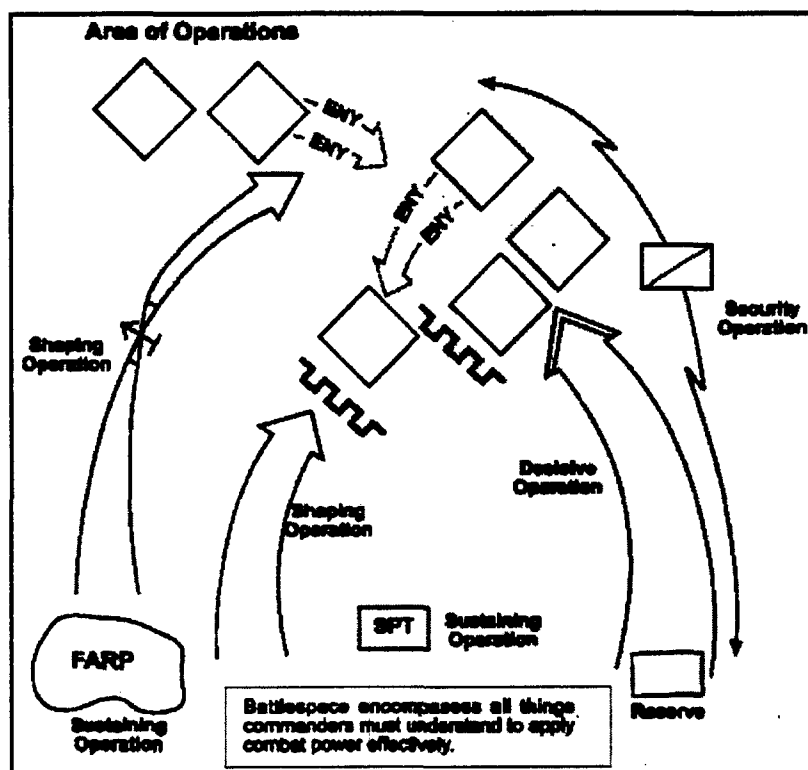 Area of Operations
ENY
ENY
ENY
ENY
Shaping
Operation
Security
Operation
Shaping
Operation
Decisive
Operation
SPT
Sustaining
Operation
FARP
Sustaining
Operation
Reserve
Battlespace encompasses all things
commanders must understand to apply
combat power effectively.